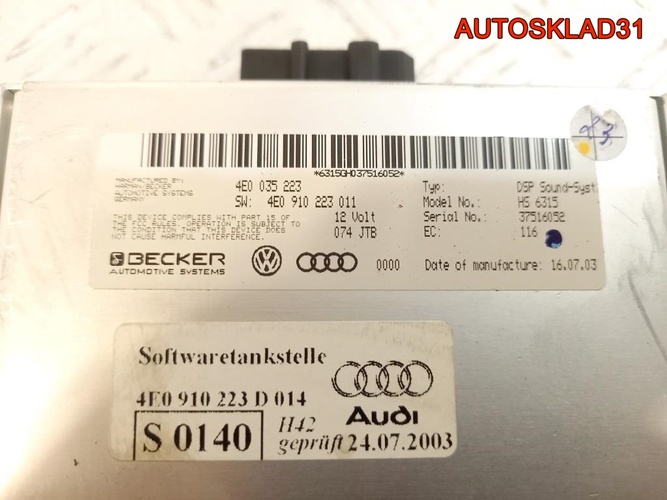 AUTOSKLAD31
*6315GH037516052*
MANUFACTURED BY:
HARMAN-BECKER
AUTOMOTIVE SYSTEMS
GERMANY
4E0 035 223
SW: 4E0 910 223 011
THIS DEVICE COMPLIES WITH PART 15 OF
THE FCC RULES. OPERATION IS SUBJECT TO
THE CONDITION THAT THIS DEVICE DOES
NOT CAUSE HARMFUL INTERFERENCE.
12 Volt
074 JTB
Typ: DSP Sound-Syst.
Model No.: HS 6315
Serial No.: 37516052
EC: 116
BECKER
AUTOMOTIVE SYSTEMS
0000
Date of manufacture: 16.07.03
Softwaretankstelle
4E0 910 223 D 014
S 0140
H42
geprüft 24.07.2003
Audi